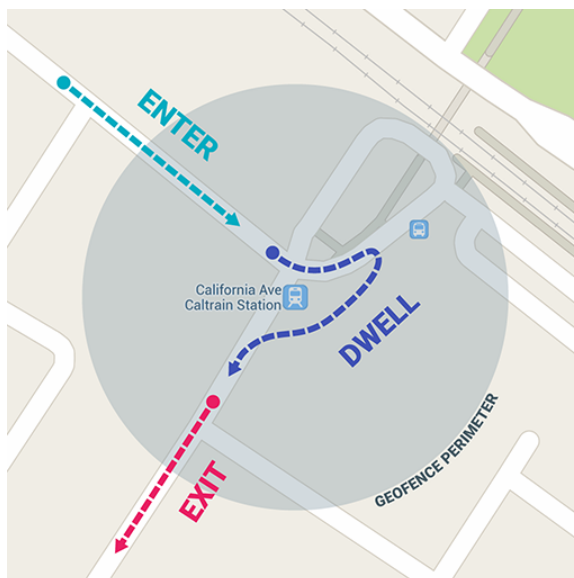 ENTER
California Ave
Caltrain Station
DWELL
EXIT
GEOFENCE PERIMETER